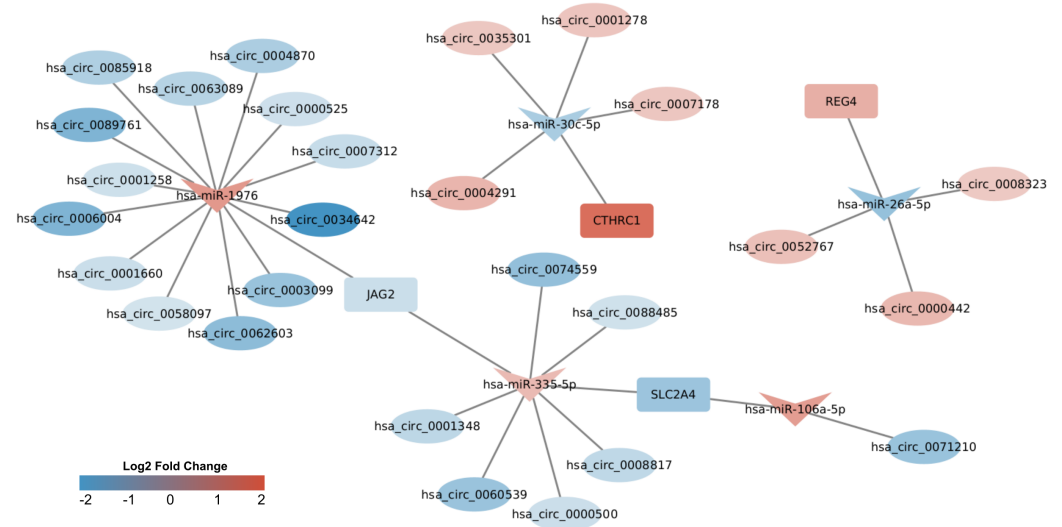 hsa_circ_0001278
hsa_circ_0035301
hsa_circ_0004870
hsa_circ_0085918
hsa_circ_0063089
hsa_circ_0000525
hsa_circ_0007178
REG4
hsa_circ_0089761
hsa-miR-30c-5p
hsa_circ_0007312
hsa_circ_0001258
hsa_circ_0008323
hsa-miR-1976
hsa_circ_0004291
hsa-miR-26a-5p
hsa_circ_0006004
hsa_circ_0034642
CTHRC1
hsa_circ_0052767
hsa_circ_0001660
hsa_circ_0074559
hsa_circ_0003099
JAG2
hsa_circ_0000442
hsa_circ_0058097
hsa_circ_0088485
hsa_circ_0062603
hsa-miR-335-5p
SLC2A4
hsa-miR-106a-5p
hsa_circ_0001348
hsa_circ_0071210
hsa_circ_0008817
Log2 Fold Change
hsa_circ_0060539
-2 -1 0 1 2
hsa_circ_0000500